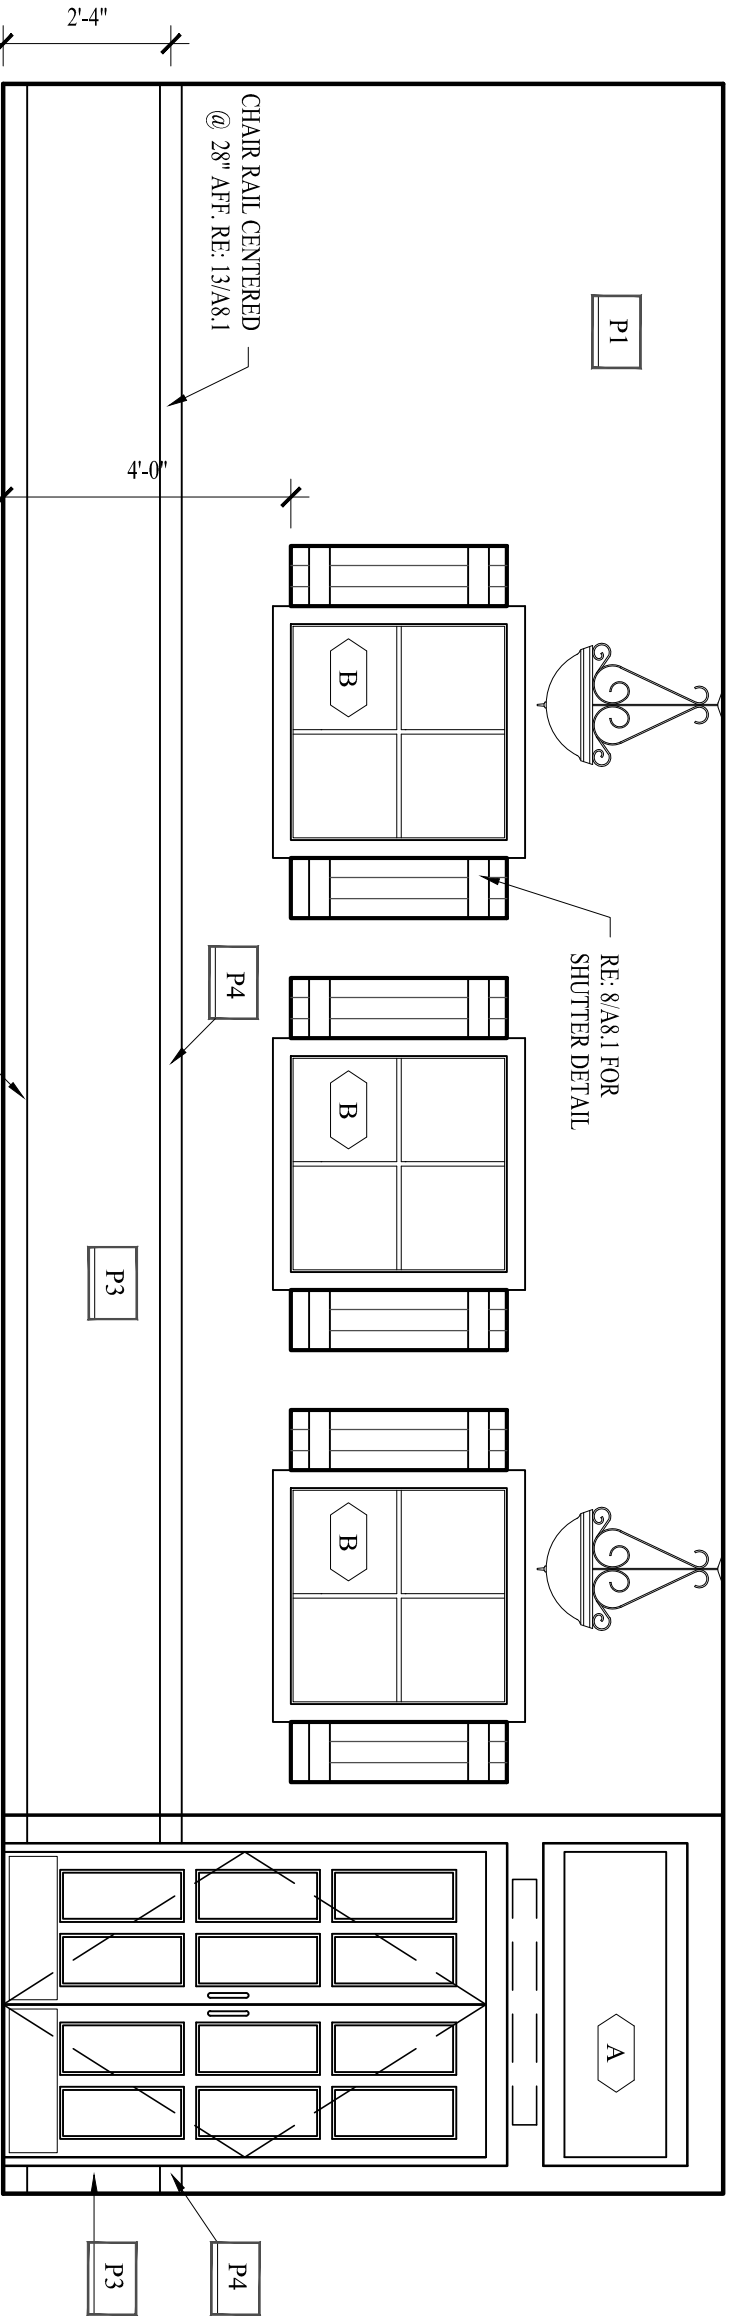 2'-4"
CHAIR RAIL CENTERED
@ 28" AFF. RE: 13/A8.1
P1
4'-0"
B
RE: 8/A8.1 FOR
SHUTTER DETAIL
P4
B
P3
B
A
P4
P3